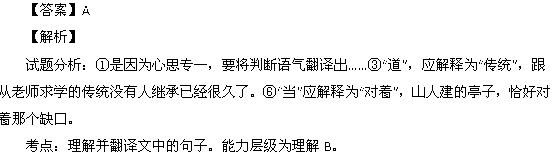 【答案】A
【解析】
试题分析：①是因为心思专一，要将判断语气翻译出……③“道”，应解释为“传统”，跟
从老师求学的传统没有人继承已经很久了。⑥“当”应解释为“对着”，山人建的亭子，恰好对
着那个缺口。
考点：理解并翻译文中的句子。能力层级为理解 B。